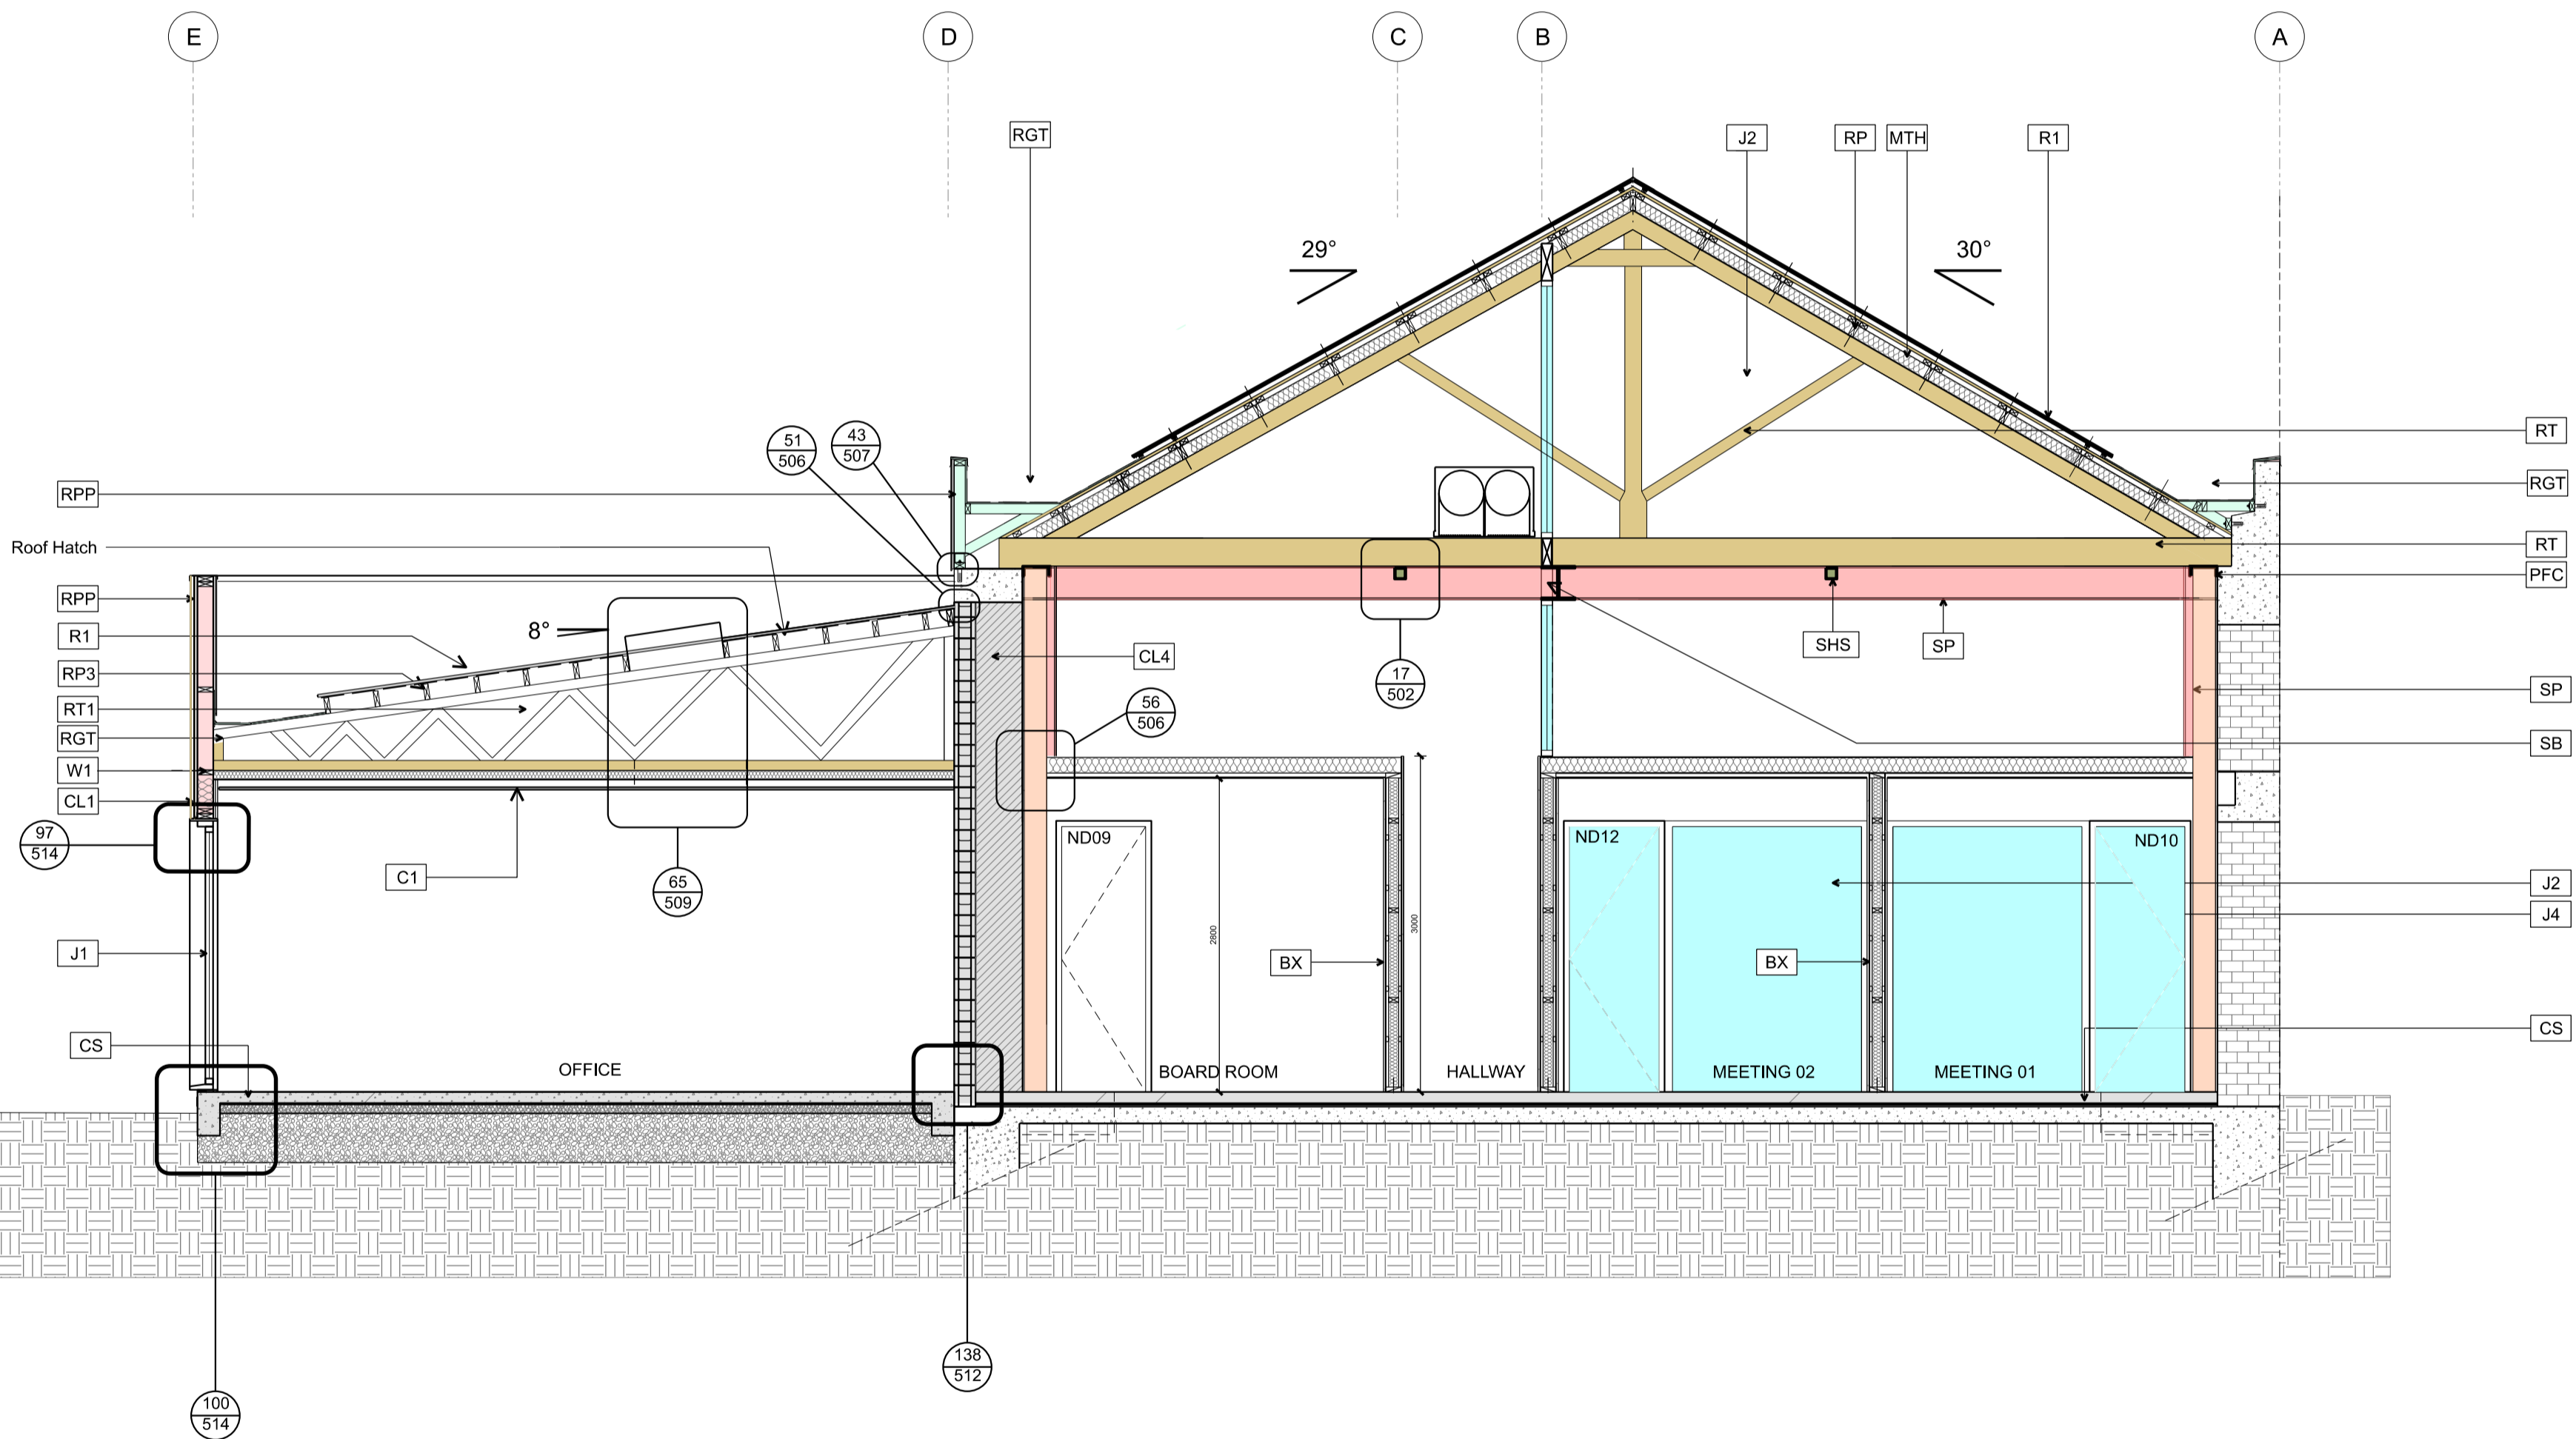 E
D
C
B
A
RGT
J2
RP
MTH
R1
29°
30°
51
506
43
507
RT
RPP
RGT
Roof Hatch
RT
RPP
PFC
R1
8°
SHS
SP
CL4
RP3
17
502
SP
RT1
56
506
RGT
SB
W1
CL1
97
514
ND09
ND12
ND10
C1
65
509
J2
J4
2800
3000
J1
BX
BX
CS
CS
OFFICE
BOARD ROOM
HALLWAY
MEETING 02
MEETING 01
138
512
100
514